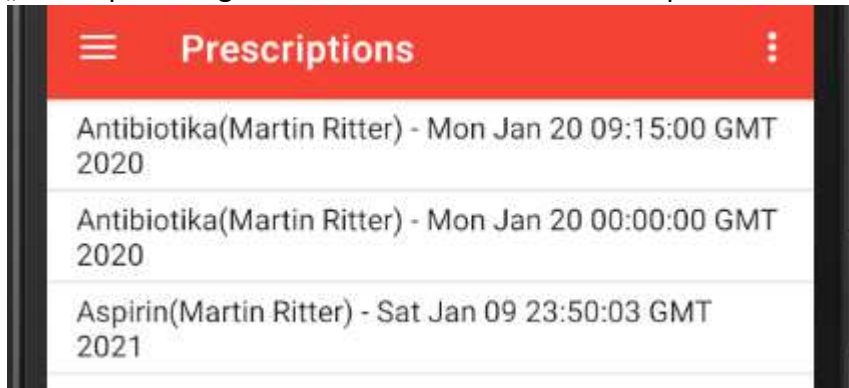 Prescriptions
Antibiotika(Martin Ritter) - Mon Jan 20 09:15:00 GMT
2020
Antibiotika(Martin Ritter) - Mon Jan 20 00:00:00 GMT
2020
Aspirin(Martin Ritter) - Sat Jan 09 23:50:03 GMT
2021